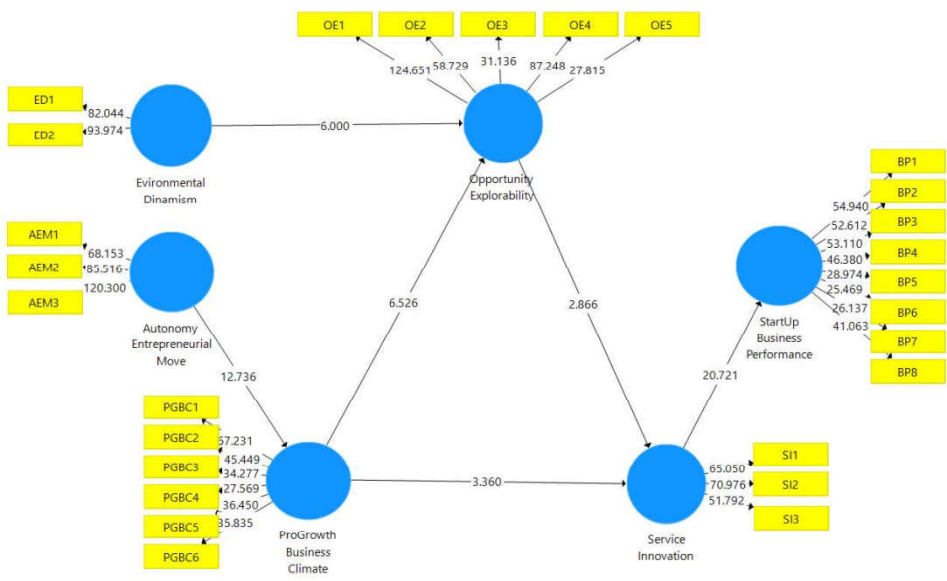 OE1 OE2 OE3 OE4 OE5
124.651 58.729 31.136 87.248 27.815
ED1
82.044
ED2
93.974
6.000
Evironmental
Dinamism
Opportunity
Explorability
BP1
BP2
BP3
BP4
BP5
BP6
BP7
BP8
54.940
52.612
53.110
46.380
28.974
25.469
26.137
41.063
AEM1
68.153
AEM2
85.516
120.300
AEM3
Autonomy
Entrepreneurial
Move
6.526
2.866
StartUp
Business
Performance
12.736
20.721
PGBC1
PGBC2
PGBC3
PGBC4
PGBC5
PGBC6
57.231
45.449
34.277
27.569
36.450
35.835
3.360
65.050
70.976
51.792
SI1
SI2
SI3
ProGrowth
Business
Climate
Service
Innovation